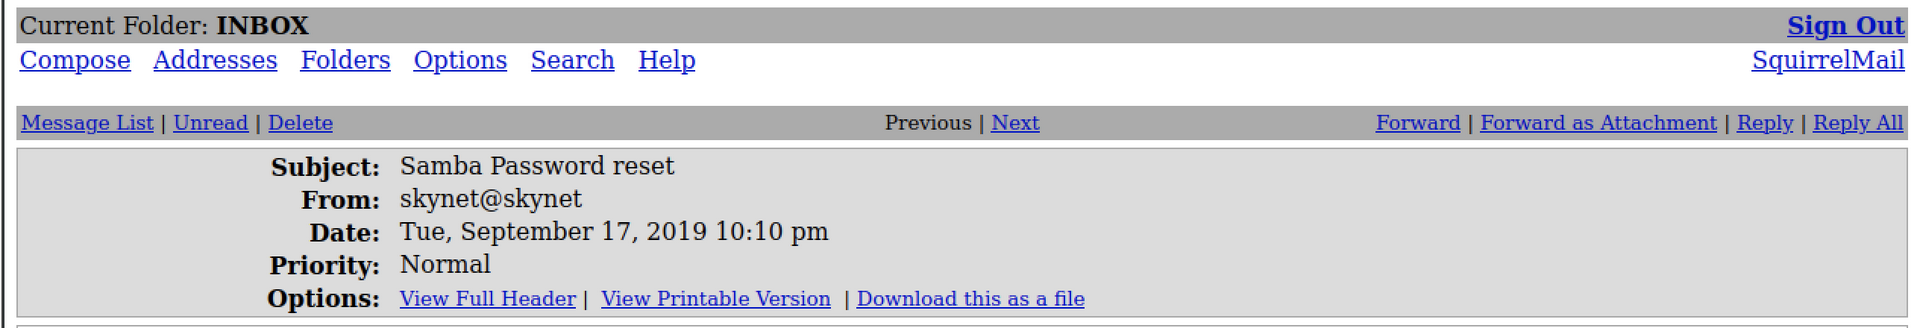 Current Folder: INBOX Sign Out
Compose Addresses Folders Options Search Help SquirrelMail
Message List | Unread | Delete Previous | Next Forward | Forward as Attachment | Reply | Reply All
Subject: Samba Password reset
From: skynet@skynet
Date: Tue, September 17, 2019 10:10 pm
Priority: Normal
Options: View Full Header | View Printable Version | Download this as a file